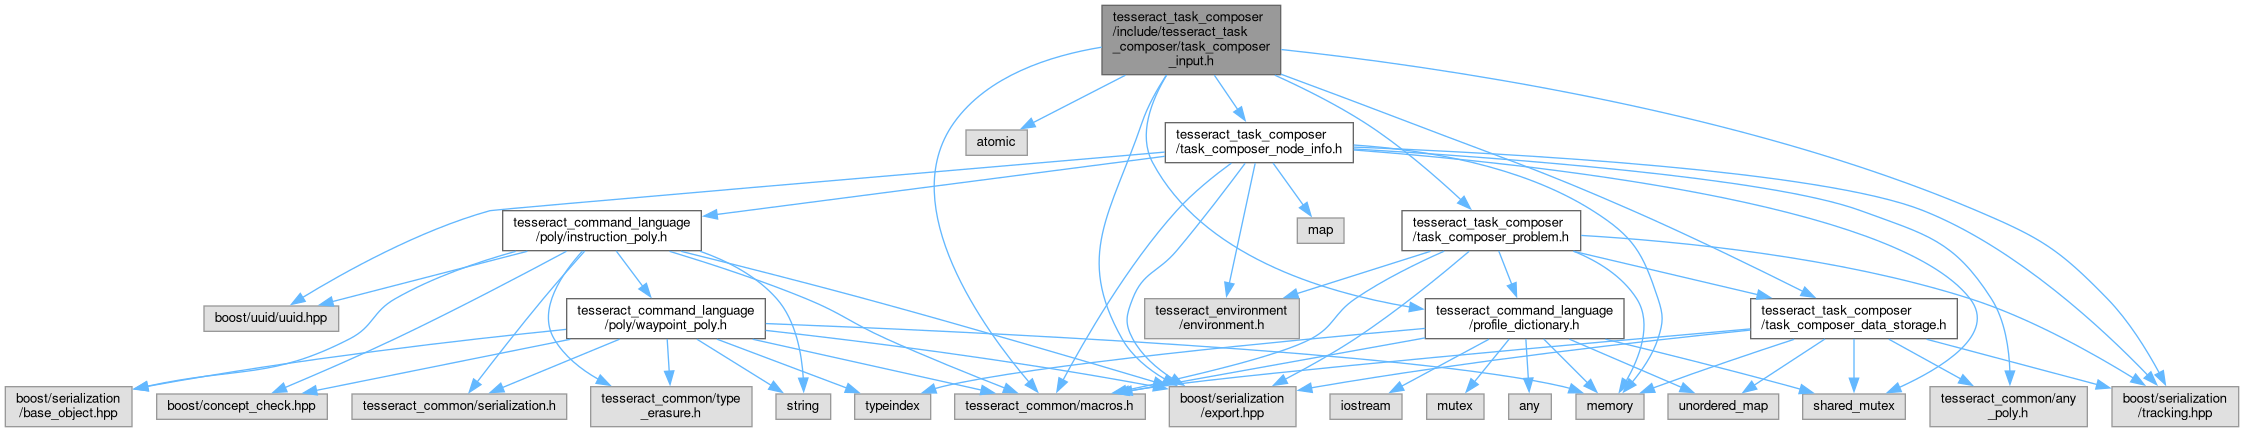 tesseract_task_composer
/include/tesseract_task
_composer/task_composer
_input.h
atomic
tesseract_task_composer
/task_composer_node_info.h
tesseract_command_language
/poly/instruction_poly.h
map
tesseract_task_composer
/task_composer_problem.h
boost/uuid/uuid.hpp
tesseract_command_language
/poly/waypoint_poly.h
tesseract_environment
/environment.h
tesseract_command_language
/profile_dictionary.h
tesseract_task_composer
/task_composer_data_storage.h
boost/serialization
/base_object.hpp
boost/concept_check.hpp
tesseract_common/serialization.h
tesseract_common/type
_erasure.h
string
typeindex
tesseract_common/macros.h
boost/serialization
/export.hpp
iostream
mutex
any
memory
unordered_map
shared_mutex
tesseract_common/any
_poly.h
boost/serialization
/tracking.hpp